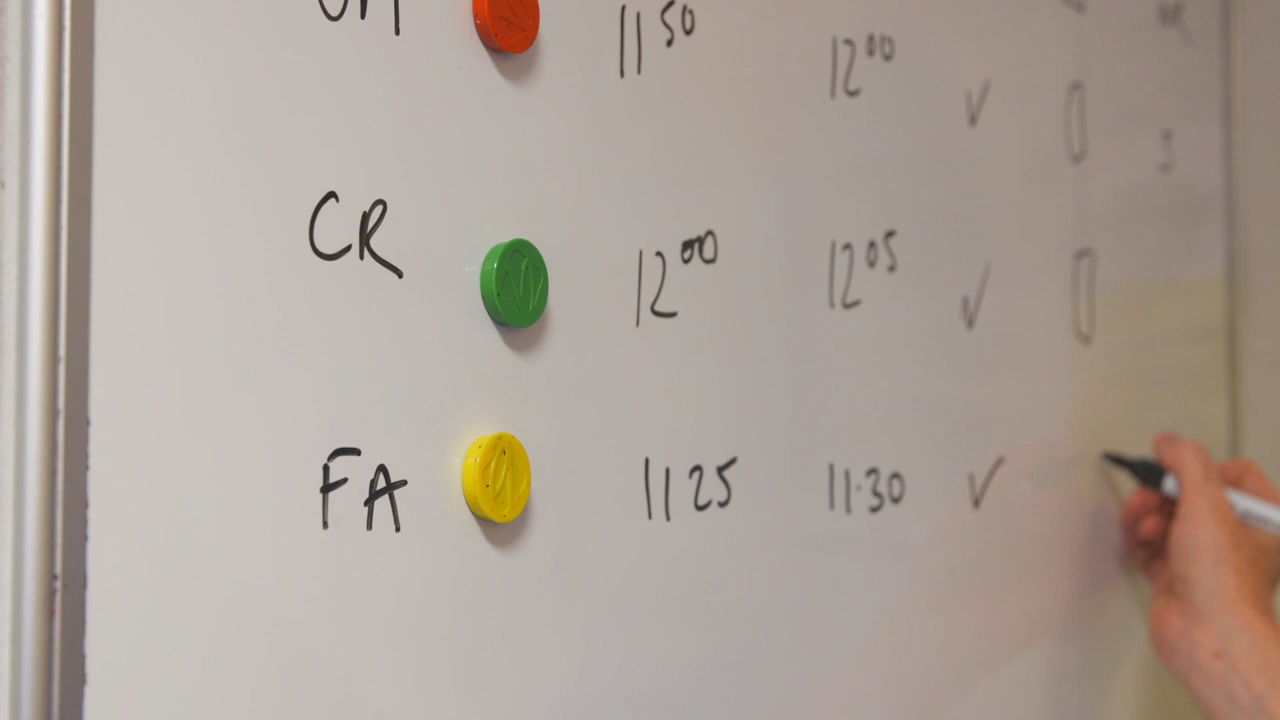 11 50 12 00 ✓ 0
CR 12 00 12 05 ✓ 0
FA 11 25 11.30 ✓